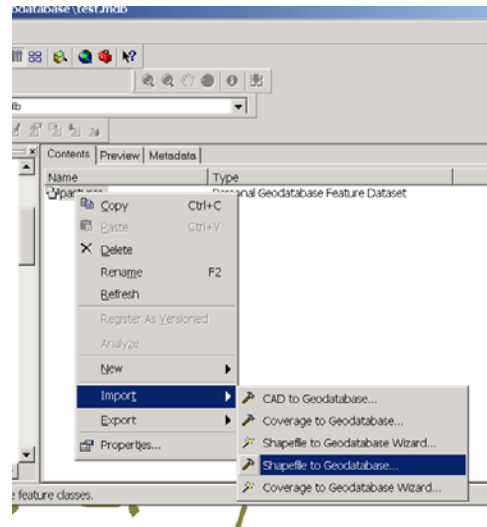 odatabase\test.mdb
db
Contents Preview Metadata
Name Type
pastures Personal Geodatabase Feature Dataset
Copy Ctrl+C
Paste Ctrl+V
Delete
Rename F2
Refresh
Register As Versioned
Analyze
New
Import
Export
Properties...
CAD to Geodatabase...
Coverage to Geodatabase...
Shapefile to Geodatabase Wizard...
Shapefile to Geodatabase...
Coverage to Geodatabase Wizard...
e feature classes.